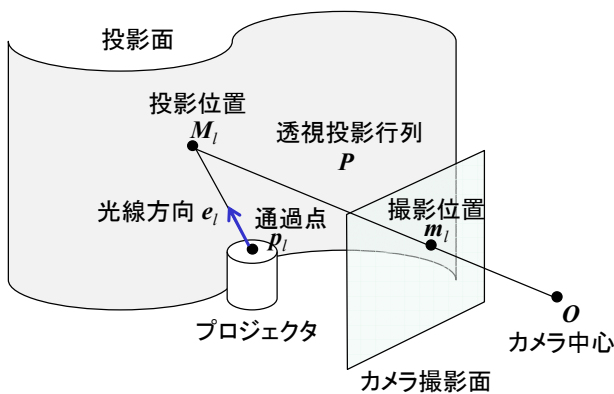 投影面
投影位置
M_l
透視投影行列
P
光線方向 e_l
通過点
p_l
撮影位置
m_l
プロジェクタ
O
カメラ中心
カメラ撮影面